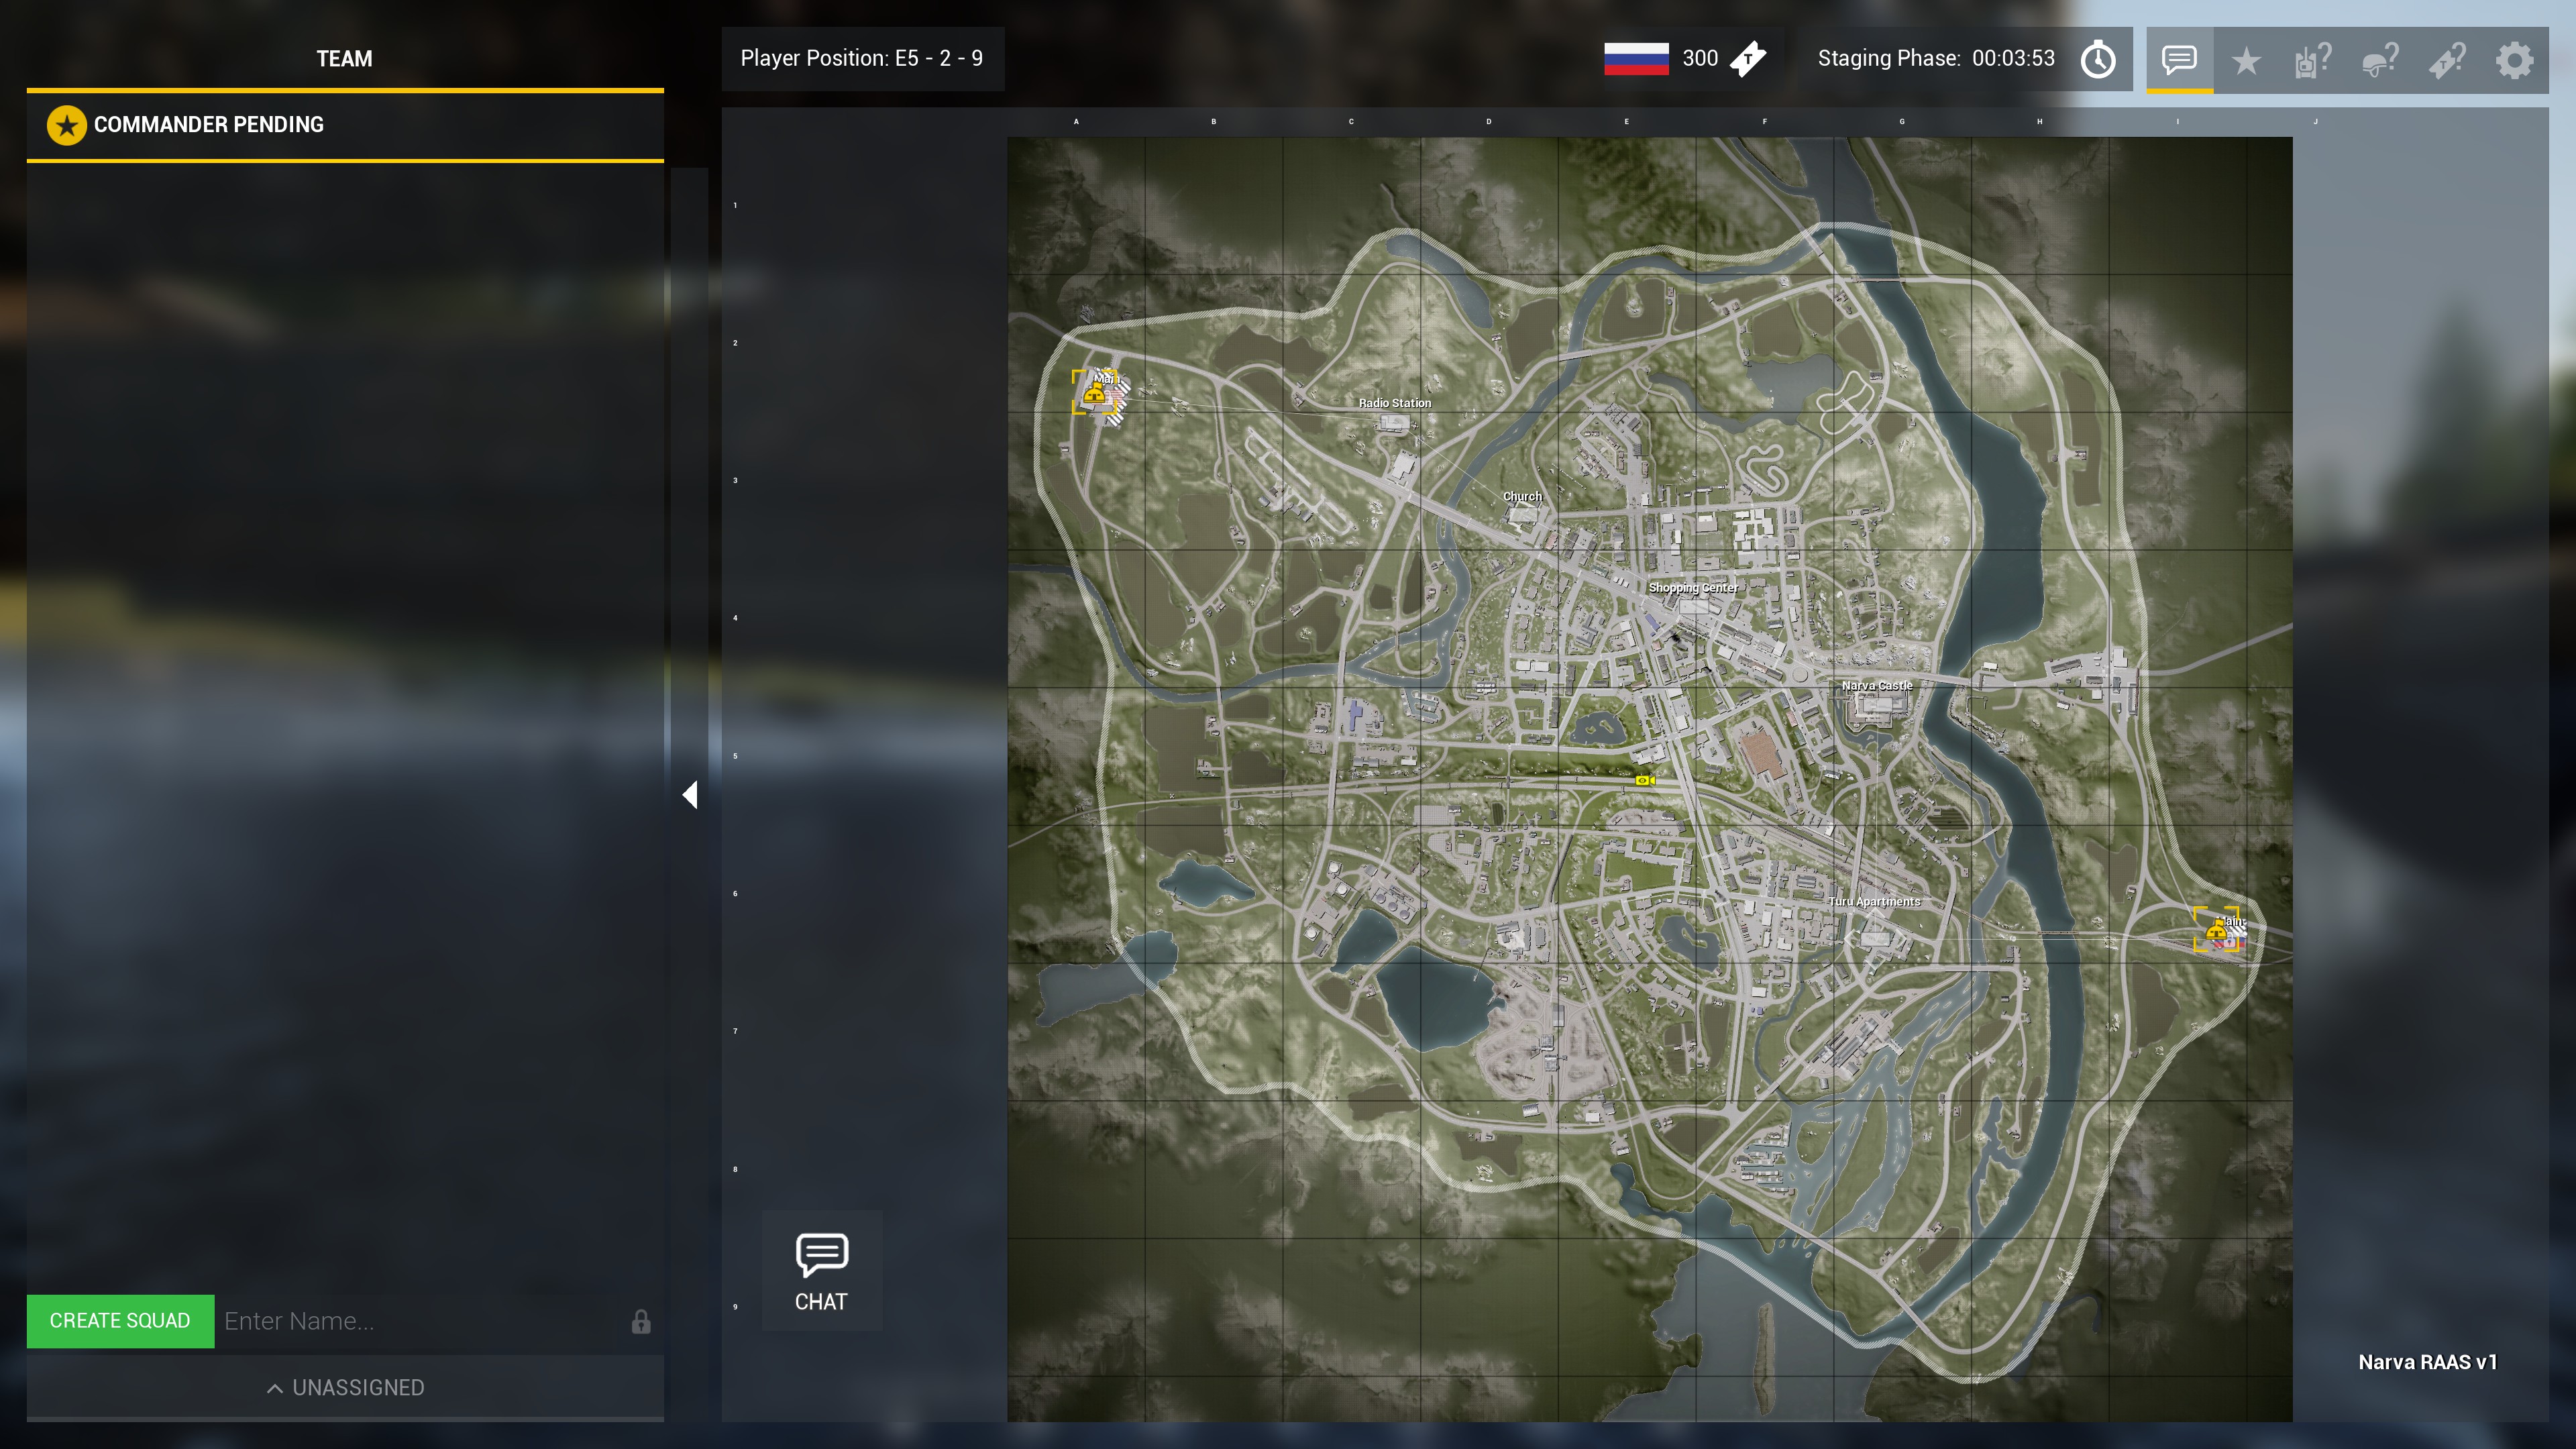 TEAM
Player Position: E5 - 2 - 9
300
T
Staging Phase: 00:03:53
? ? ?
COMMANDER PENDING
A B C D E F G H I J
1
2
Radio Station
3
Church
Shopping Center
4
Narva Castle
5
6
Turu Apartments
7
8
CHAT
9
CREATE SQUAD Enter Name...
UNASSIGNED
Narva RAAS v1